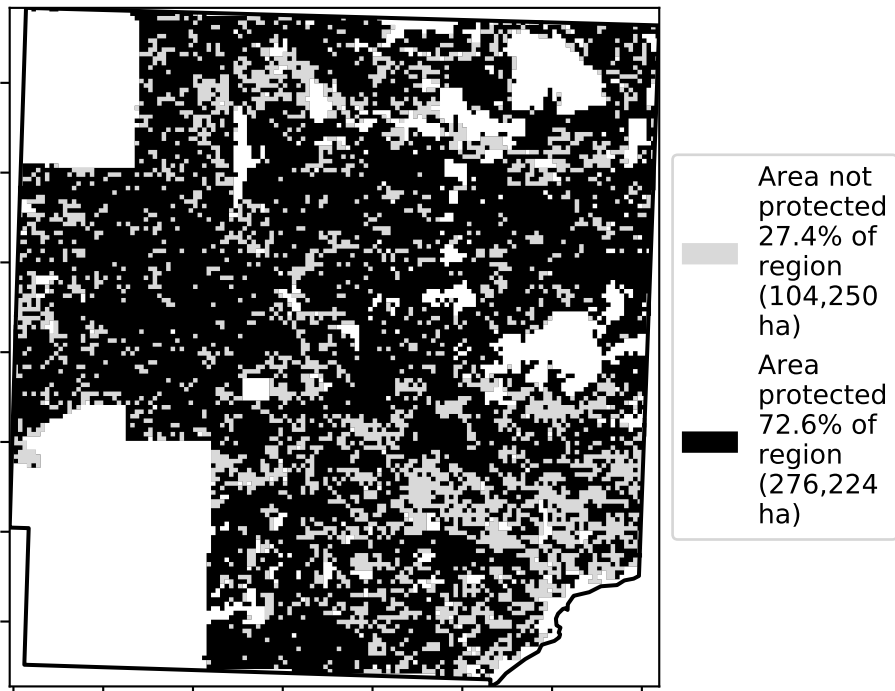 Area not
protected
27.4% of
region
(104,250
ha)
Area
protected
72.6% of
region
(276,224
ha)